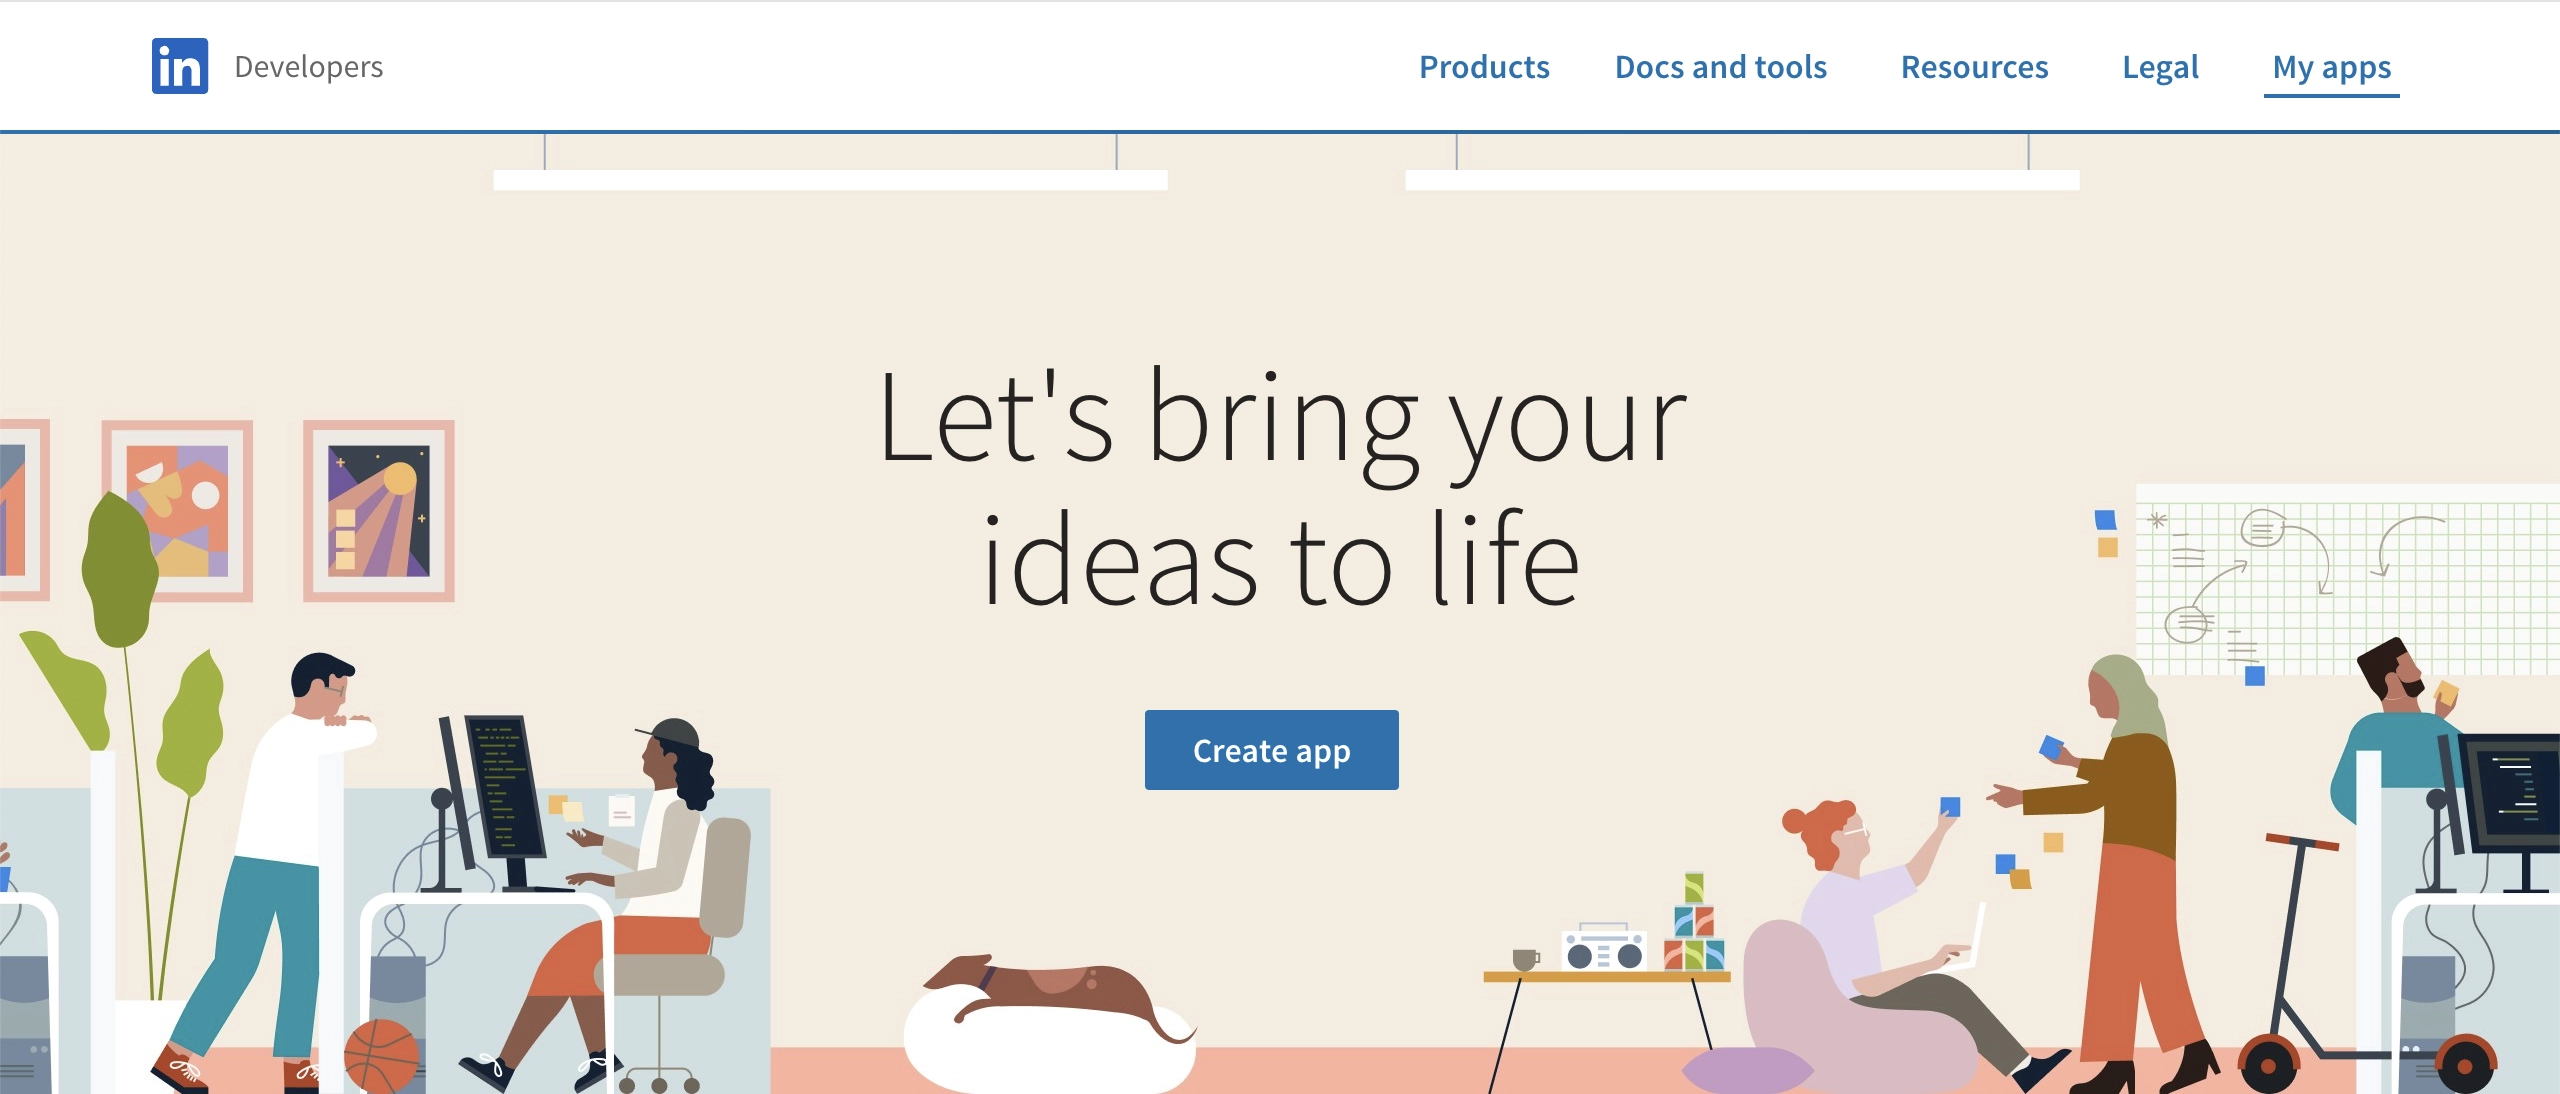 in Developers
Products Docs and tools Resources Legal My apps
Let's bring your
ideas to life
Create app